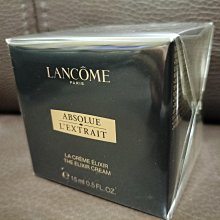 LANCÔME
PARIS
ABSOLUE
L'EXTRAIT
LA CRÈME ÉLIXIR
THE ELIXIR CREAM
15 ml 0.5 FL.OZ.